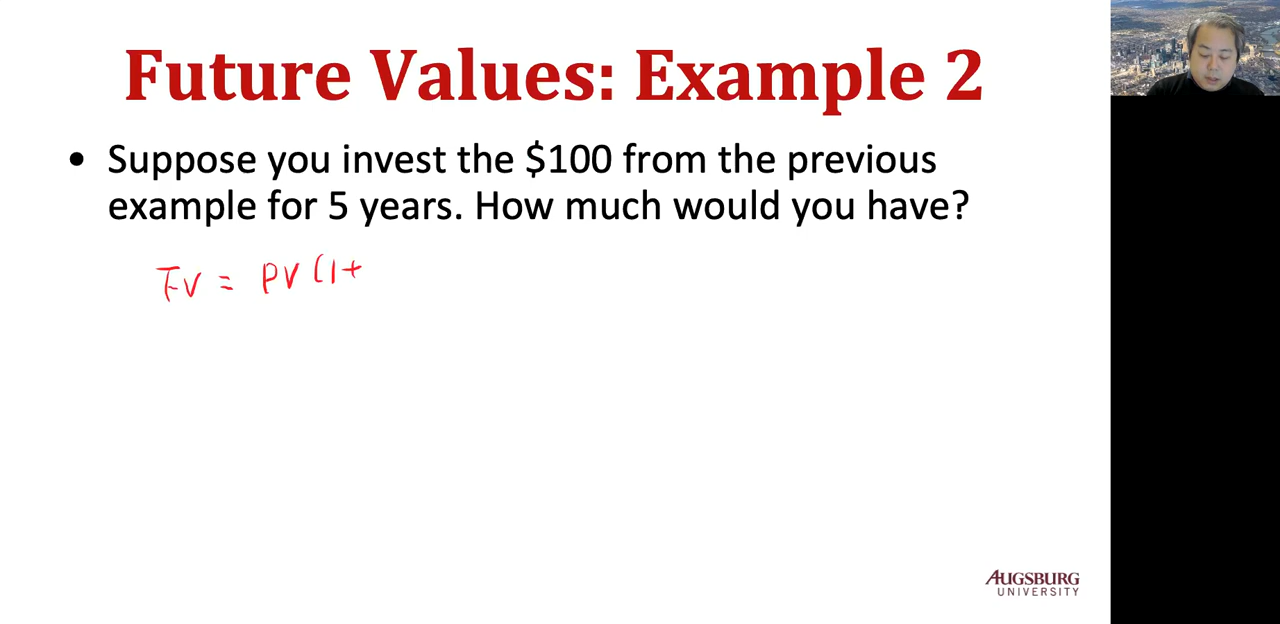 Future Values: Example 2
• Suppose you invest the $100 from the previous
example for 5 years. How much would you have?
FV = PV (1+
AUGSBURG
UNIVERSITY